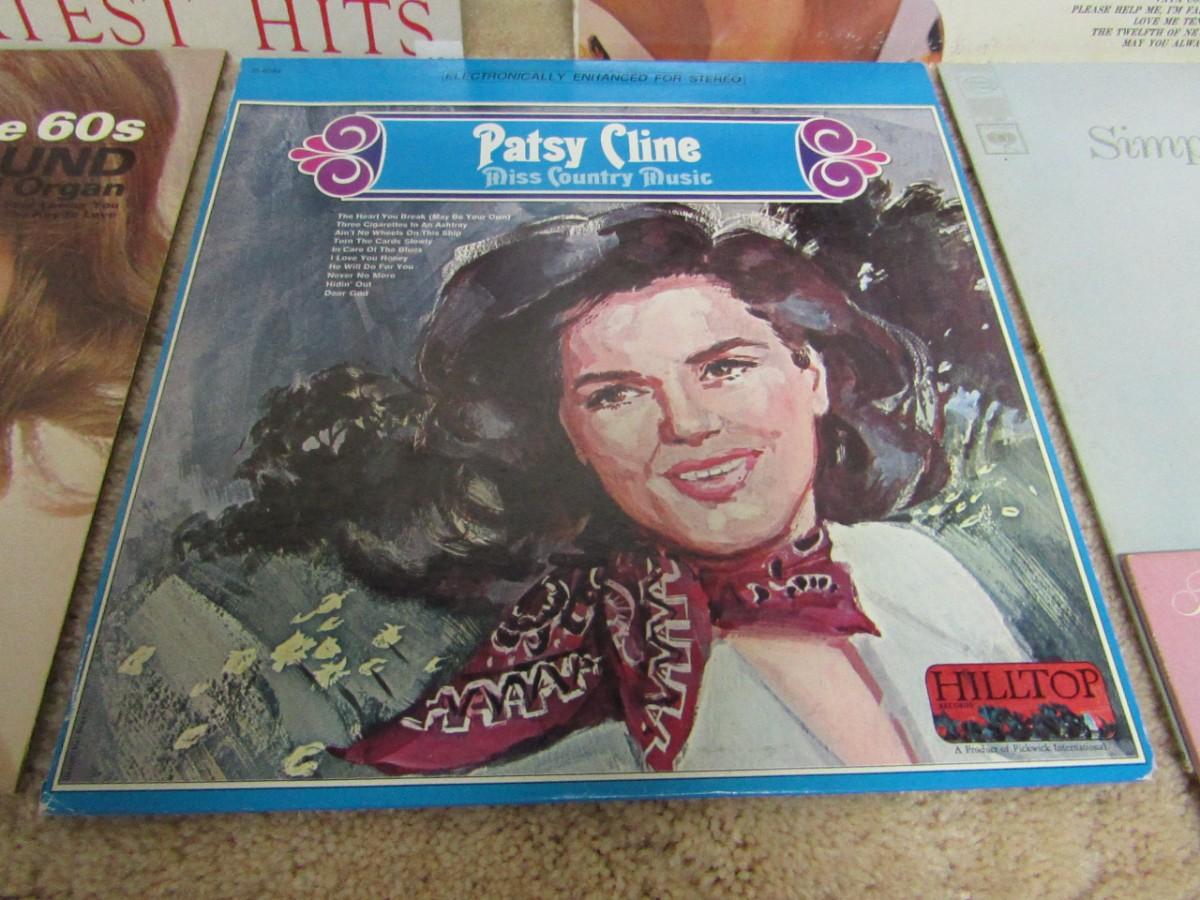 TEST HITS
PLEASE HELP ME, I'M FA
LOVE ME TEN
THE TWELFTH OF NE
MAY YOU ALWA
e 60s
UND
Organ
[ELECTRONICALLY ENHANCED FOR STEREO]
Patsy Cline
Miss Country Music
The Heart You Break (May Be Your Own)
Three Cigarettes In An Ashtray
Ain't No Wheels On This Ship
Turn The Cards Slowly
In Care Of The Blues
I Love You Honey
He Will Do For You
Never No More
Hidin' Out
Dear God
Simp
HILLTOP
RECORDS
A Product of Pickwick International